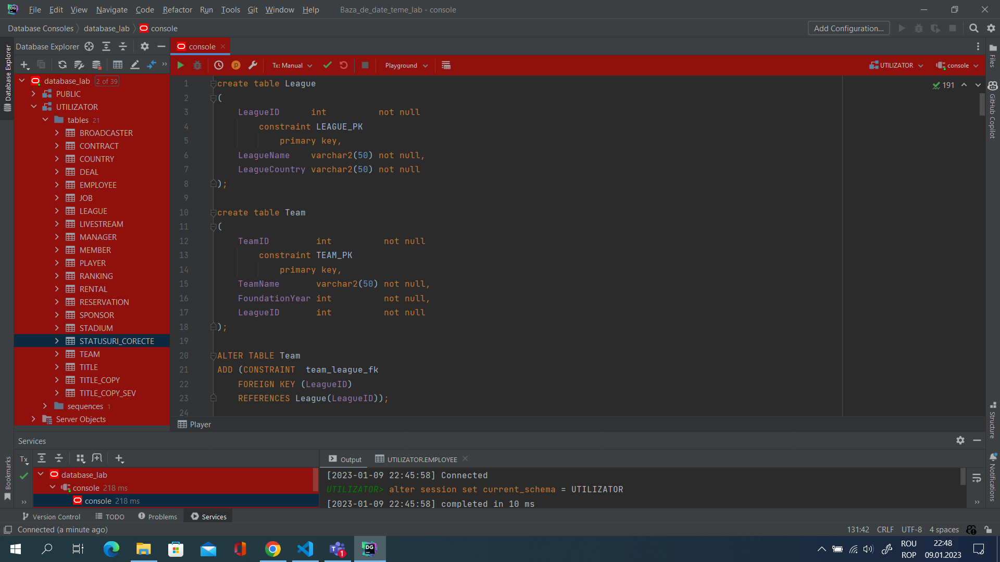 DG File Edit View Navigate Code Refactor Run Tools Git Window Help Baza_de_date_teme_lab - console
Database Consoles database_lab console Add Configuration...
Database Explorer console
Tx: Manual Playground UTILIZATOR console
Database Explorer
database_lab 2 of 39
PUBLIC
UTILIZATOR
tables 21
BROADCASTER
CONTRACT
COUNTRY
DEAL
EMPLOYEE
JOB
LEAGUE
LIVESTREAM
MANAGER
MEMBER
PLAYER
RANKING
RENTAL
RESERVATION
SPONSOR
STADIUM
STATUSURI_CORECTE
TEAM
TITLE
TITLE_COPY
TITLE_COPY_SEV
sequences 1
Server Objects
191
1 create table League
2 (
3 LeagueID int not null
4 constraint LEAGUE_PK
5 primary key,
6 LeagueName varchar2(50) not null,
7 LeagueCountry varchar2(50) not null
8 );
9
10 create table Team
11 (
12 TeamID int not null
13 constraint TEAM_PK
14 primary key,
15 TeamName varchar2(50) not null,
16 FoundationYear int not null,
17 LeagueID int not null
18 );
19
20 ALTER TABLE Team
21 ADD (CONSTRAINT team_league_fk
22 FOREIGN KEY (LeagueID)
23 REFERENCES League(LeagueID));
24
Player
Files
GitHub Copilot
Structure
Notifications
Services
Tx
database_lab
console 218 ms
console 218 ms
Output UTILIZATOR.EMPLOYEE
[2023-01-09 22:45:58] Connected
UTILIZATOR> alter session set current_schema = UTILIZATOR
[2023-01-09 22:45:58] completed in 10 ms
Bookmarks
Version Control TODO Problems Services
Connected (a minute ago) 131:42 CRLF UTF-8 4 spaces
DG 1
ROU 22:48
ROP 09.01.2023